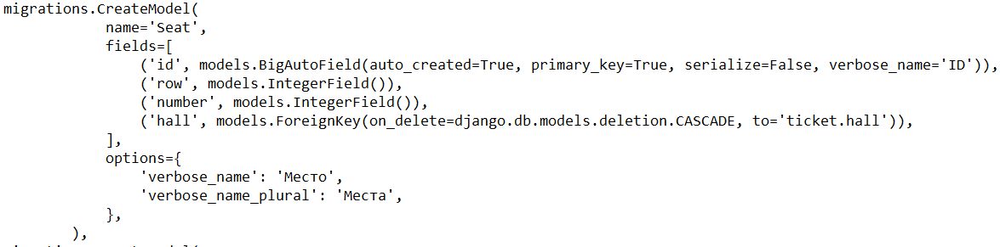 migrations.CreateModel(
            name='Seat',
            fields=[
                ('id', models.BigAutoField(auto_created=True, primary_key=True, serialize=False, verbose_name='ID')),
                ('row', models.IntegerField()),
                ('number', models.IntegerField()),
                ('hall', models.ForeignKey(on_delete=django.db.models.deletion.CASCADE, to='ticket.hall')),
            ],
            options={
                'verbose_name': 'Место',
                'verbose_name_plural': 'Места',
            },
        ),